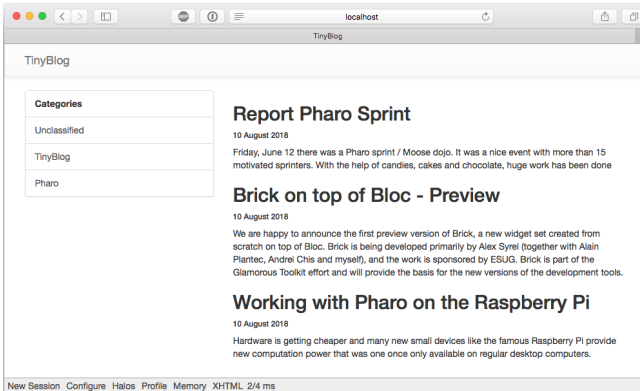 localhost
TinyBlog
TinyBlog
Categories
Unclassified
TinyBlog
Pharo
Report Pharo Sprint
10 August 2018
Friday, June 12 there was a Pharo sprint / Moose dojo. It was a nice event with more than 15
motivated sprinters. With the help of candies, cakes and chocolate, huge work has been done
Brick on top of Bloc - Preview
10 August 2018
We are happy to announce the first preview version of Brick, a new widget set created from
scratch on top of Bloc. Brick is being developed primarily by Alex Syrel (together with Alain
Plantec, Andrei Chis and myself), and the work is sponsored by ESUG. Brick is part of the
Glamorous Toolkit effort and will provide the basis for the new versions of the development tools.
Working with Pharo on the Raspberry Pi
10 August 2018
Hardware is getting cheaper and many new small devices like the famous Raspberry Pi provide
new computation power that was one once only available on regular desktop computers.
New Session Configure Halos Profile Memory XHTML 2/4 ms